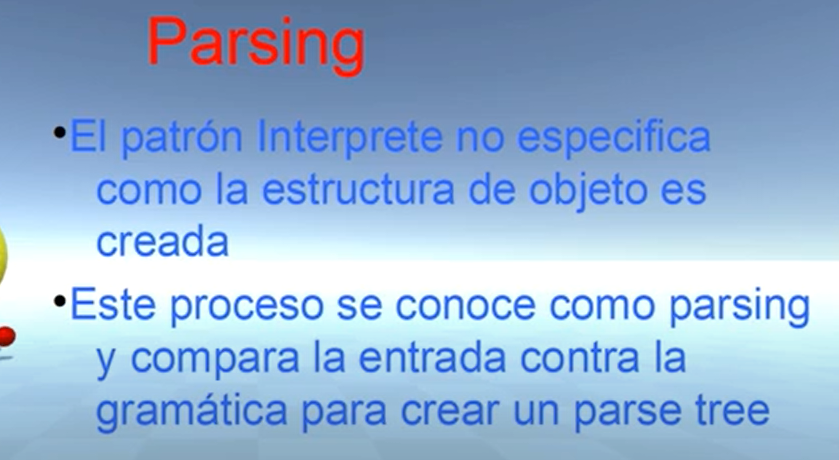 Parsing
•El patrón Interprete no especifica
como la estructura de objeto es
creada
•Este proceso se conoce como parsing
y compara la entrada contra la
gramática para crear un parse tree